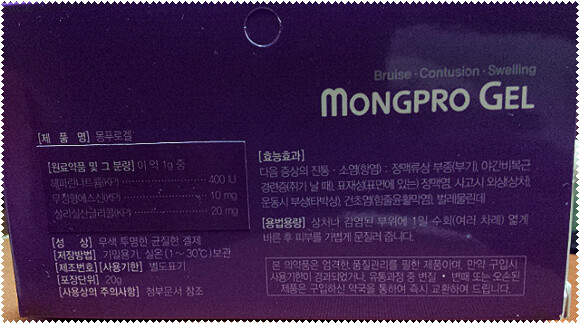 Bruise · Contusion · Swelling
MONGPRO GEL
[제 품 명] 몽푸로겔
[원료약품 및 그 분량] 이 약 1g 중
헤파린나트륨(KP) 400 IU
무정형에스신(KP) 10 mg
살리실산글리콜(KP) 20 mg
[성 상] 무색 투명한 균질한 겔제
[저장방법] 기밀용기, 실온(1~30℃)보관
[제조번호] [사용기한] 별도표기
[포장단위] 20g
[사용상의 주의사항] 첨부문서 참조
[효능효과]
다음 증상의 진통·소염(항염) : 정맥류상 부종(부기), 야간비복근
경련증(쥐가 날 때), 표재성(표면에 있는) 정맥염, 사고시 외상(상처),
운동시 부상(타박상), 건초염(힘줄윤활막염), 벌레물린데
[용법용량] 상처나 감염된 부위에 1일 수회(여러 차례) 엷게
바른 후 피부를 가볍게 문질러 줍니다.
본 의약품은 엄격한 품질관리를 필한 제품이며, 만약 구입시
사용기한이 경과되었거나, 유통과정 중 변질·변패 또는 오손된
제품은 구입하신 약국을 통하여 즉시 교환하여 드립니다.